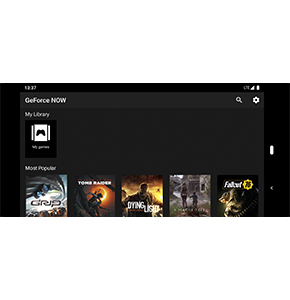 13:37
LTE
GeForce NOW
My Library
My games
Most Popular
GRIP
TOMB RAIDER
DYING
LIGHT
Fallout 76